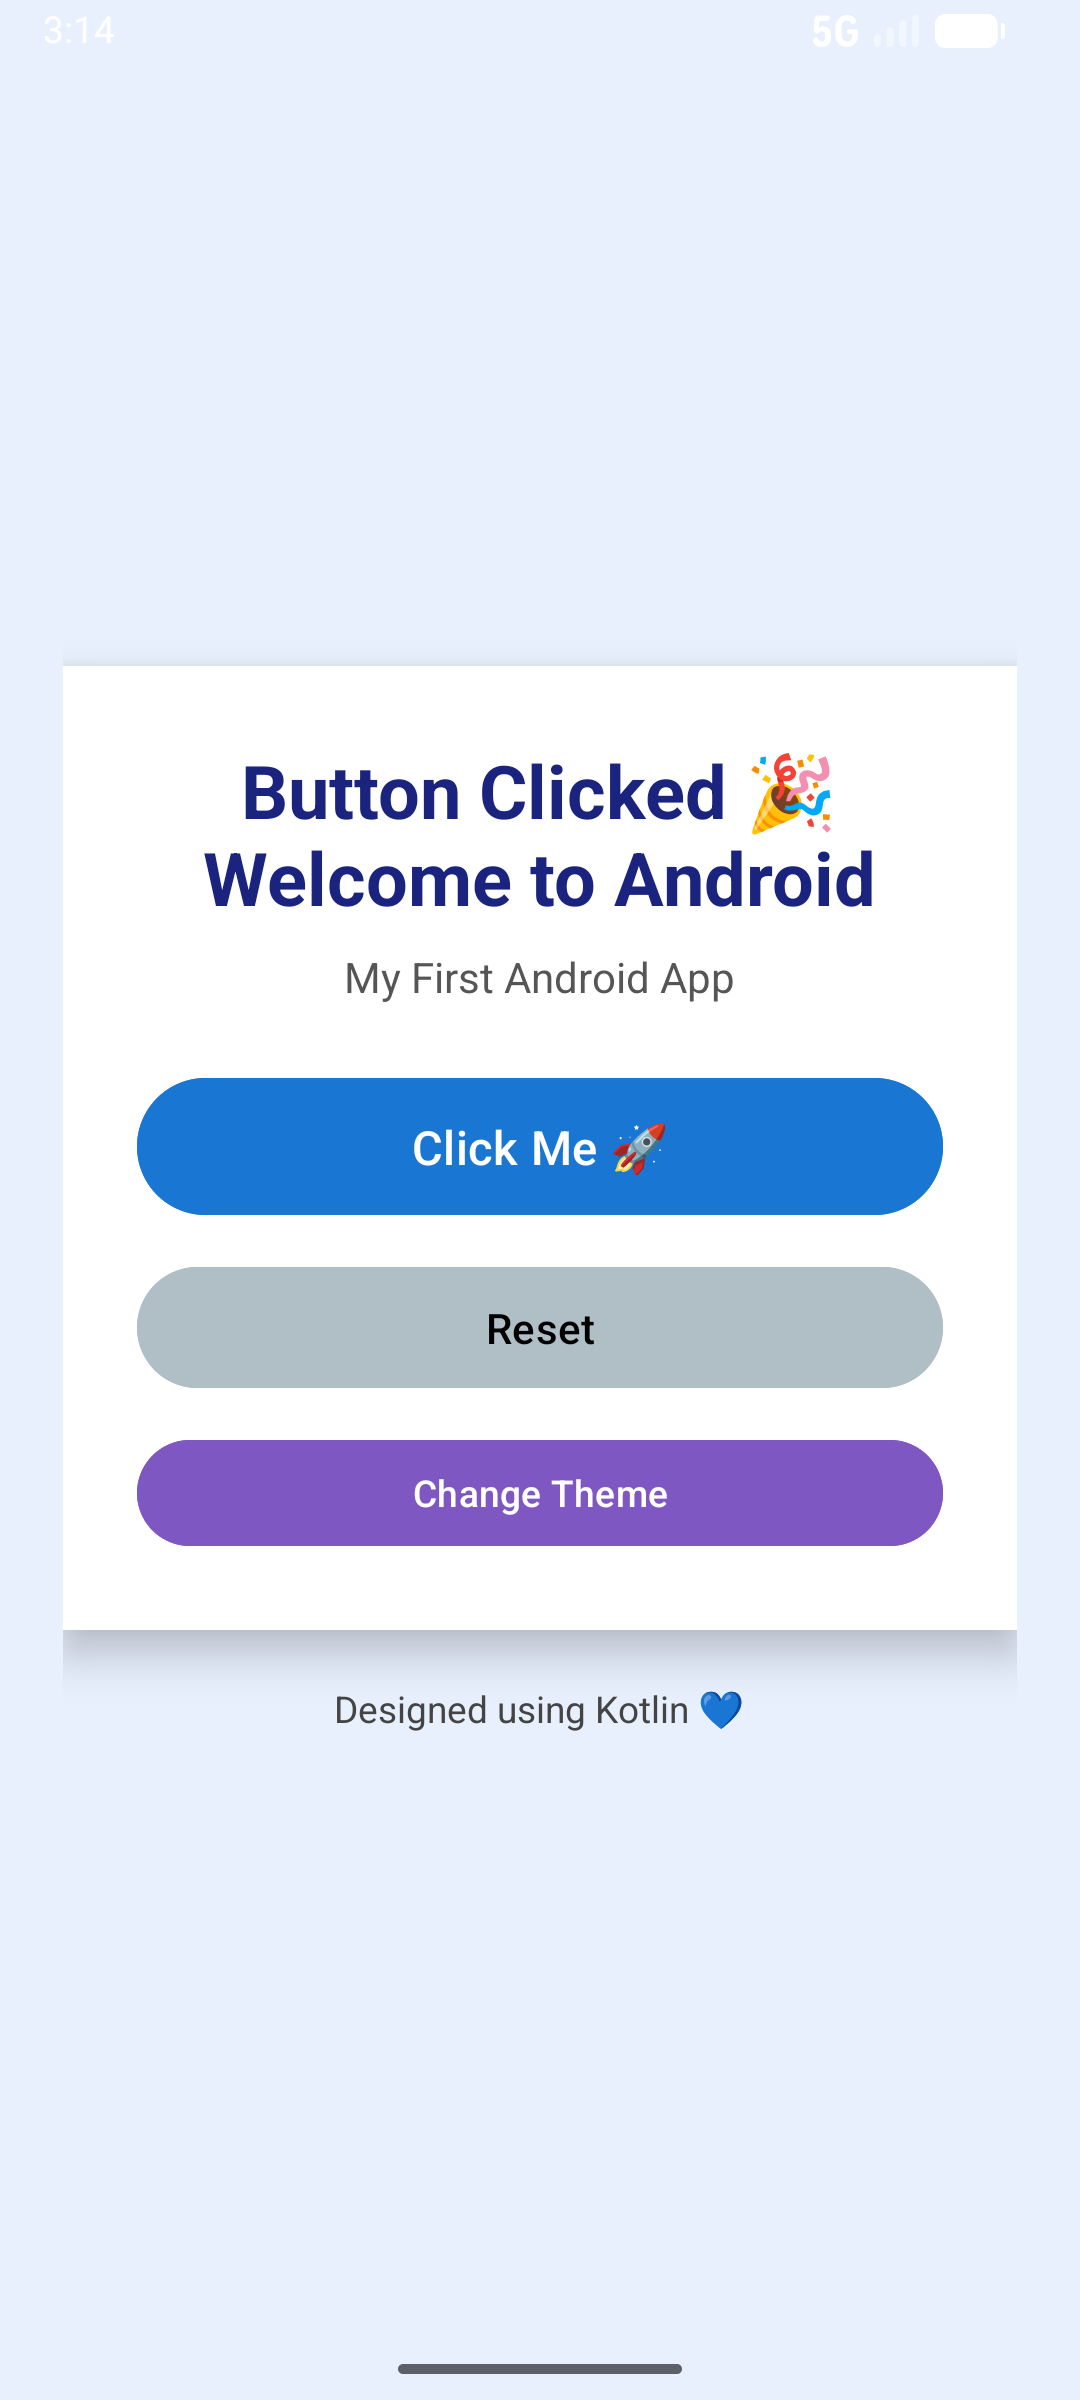 3:14 5G
Button Clicked 🎉
Welcome to Android
My First Android App
Click Me 🚀
Reset
Change Theme
Designed using Kotlin 💙